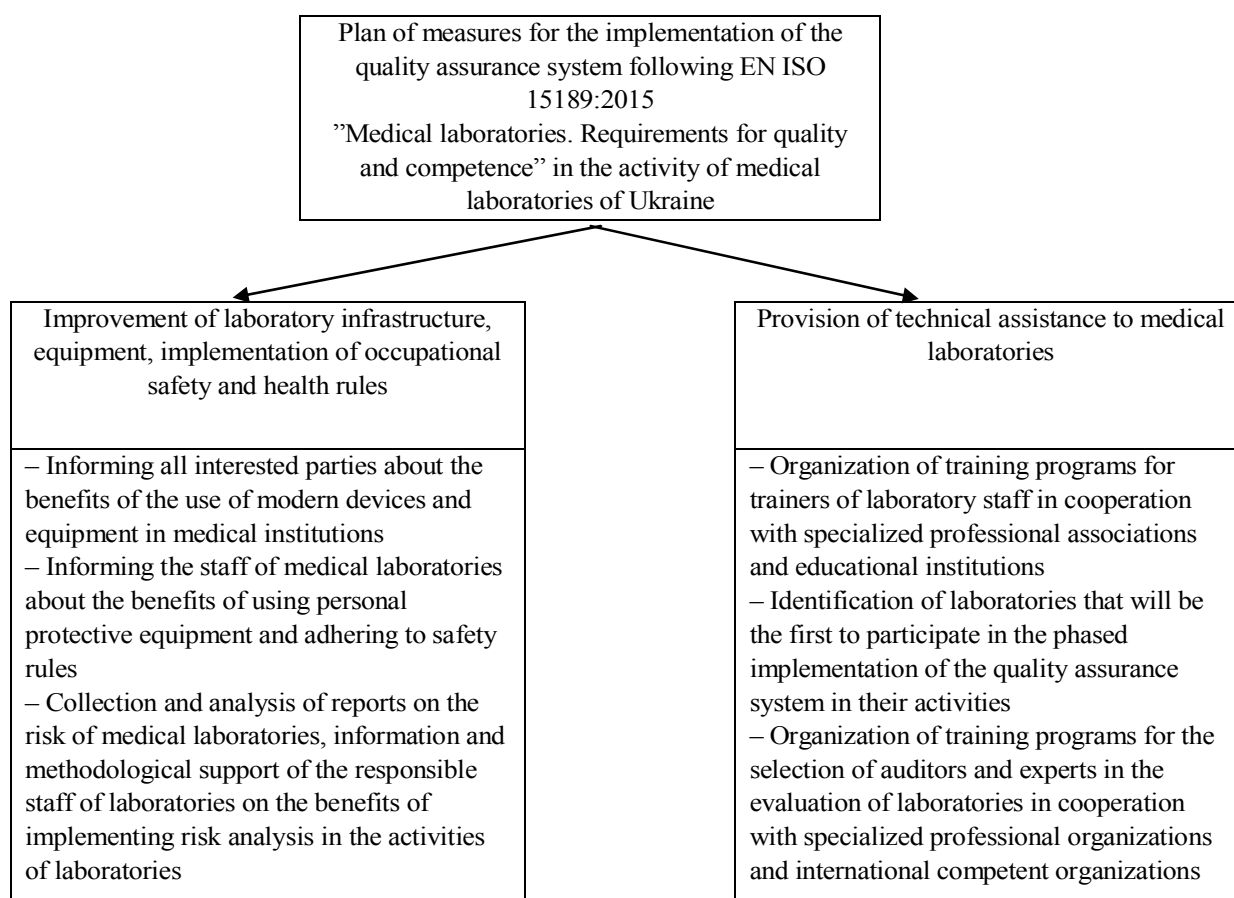 Plan of measures for the implementation of the
quality assurance system following EN ISO
15189:2015
”Medical laboratories. Requirements for quality
and competence” in the activity of medical
laboratories of Ukraine
Improvement of laboratory infrastructure,
equipment, implementation of occupational
safety and health rules
– Informing all interested parties about the
benefits of the use of modern devices and
equipment in medical institutions
– Informing the staff of medical laboratories
about the benefits of using personal
protective equipment and adhering to safety
rules
– Collection and analysis of reports on the
risk of medical laboratories, information and
methodological support of the responsible
staff of laboratories on the benefits of
implementing risk analysis in the activities
of laboratories
Provision of technical assistance to medical
laboratories
– Organization of training programs for
trainers of laboratory staff in cooperation
with specialized professional associations
and educational institutions
– Identification of laboratories that will be
the first to participate in the phased
implementation of the quality assurance
system in their activities
– Organization of training programs for the
selection of auditors and experts in the
evaluation of laboratories in cooperation
with specialized professional organizations
and international competent organizations